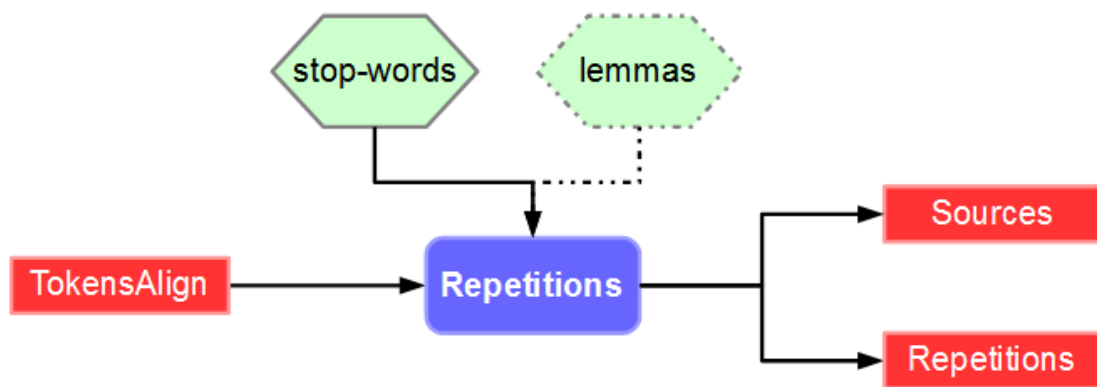 stop-words
lemmas
Sources
TokensAlign
Repetitions
Repetitions